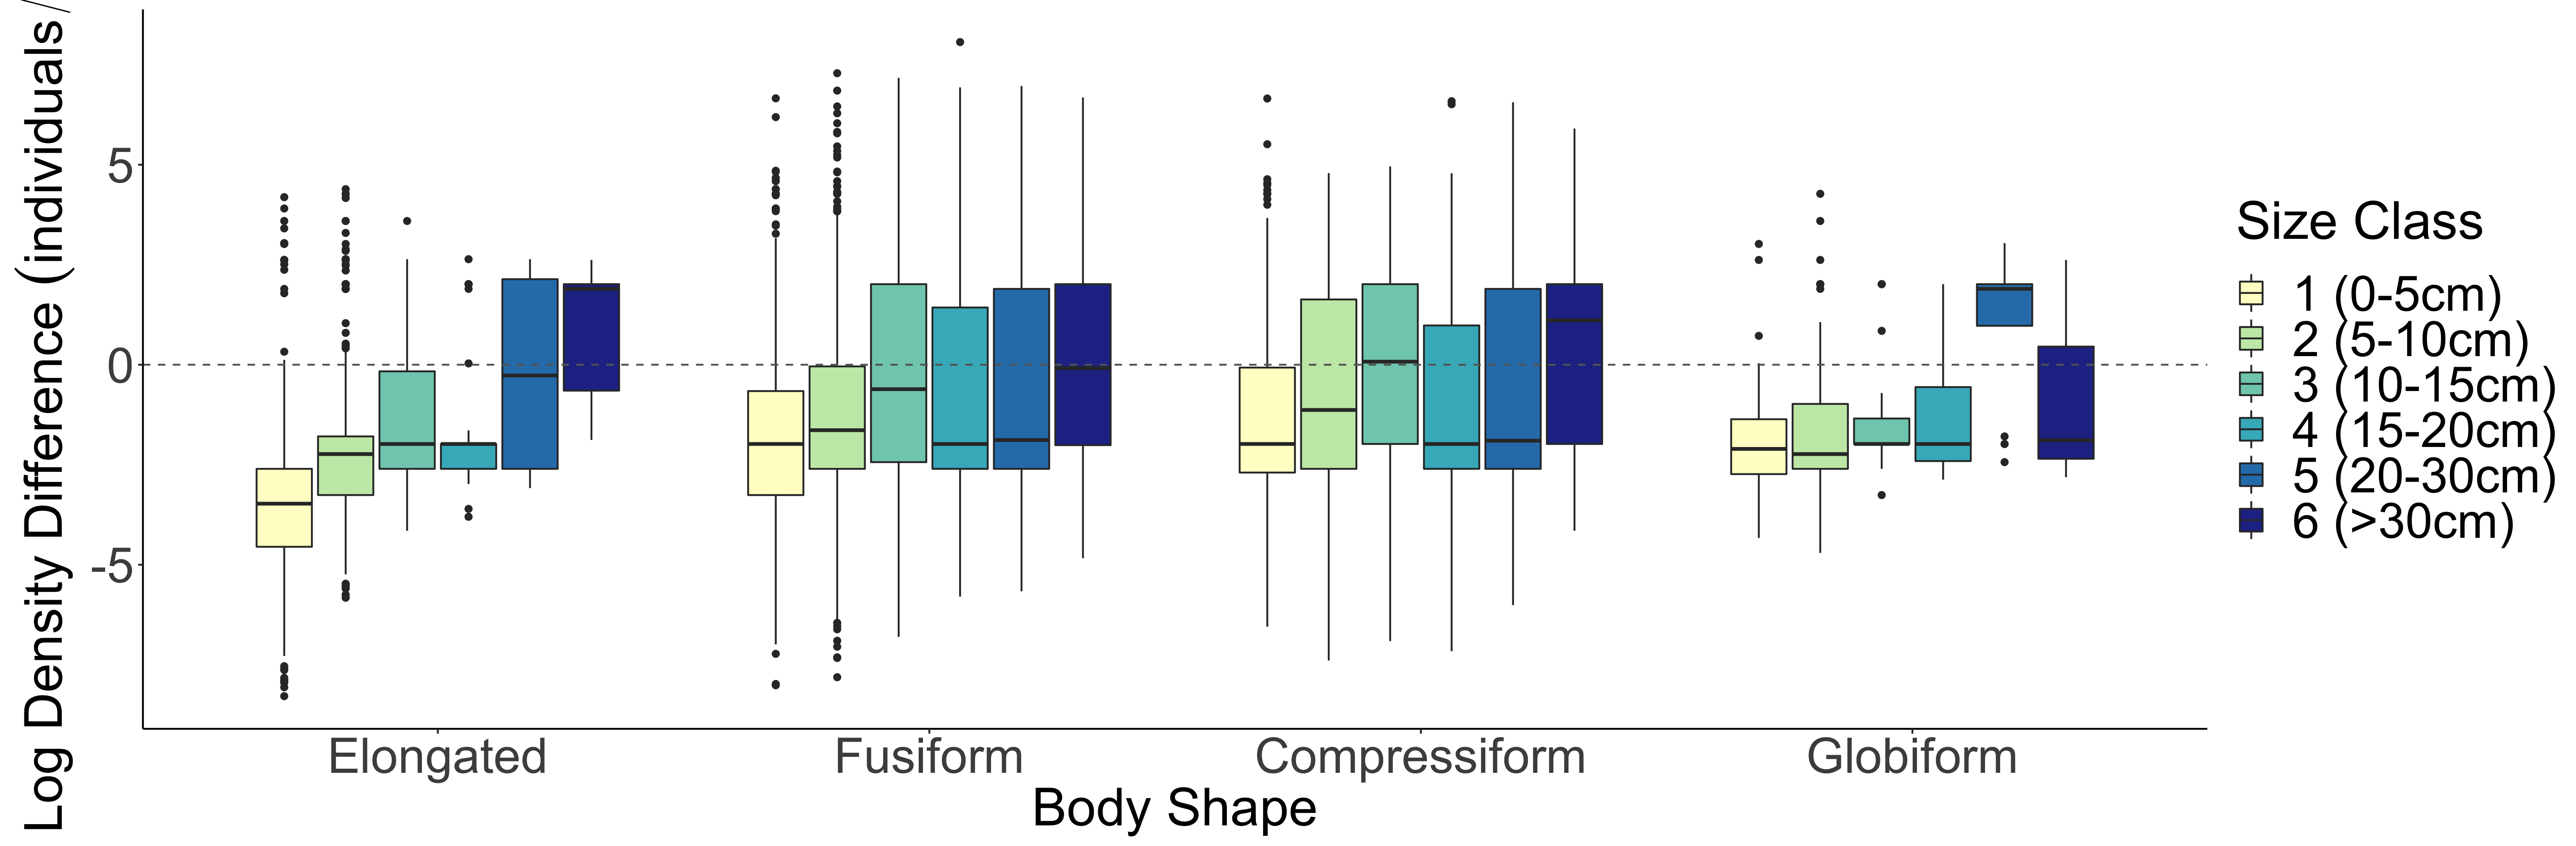 Log Density Difference (individuals/
5
0
-5
Elongated Fusiform Compressiform Globiform
Body Shape
Size Class
1 (0-5cm)
2 (5-10cm)
3 (10-15cm)
4 (15-20cm)
5 (20-30cm)
6 (>30cm)